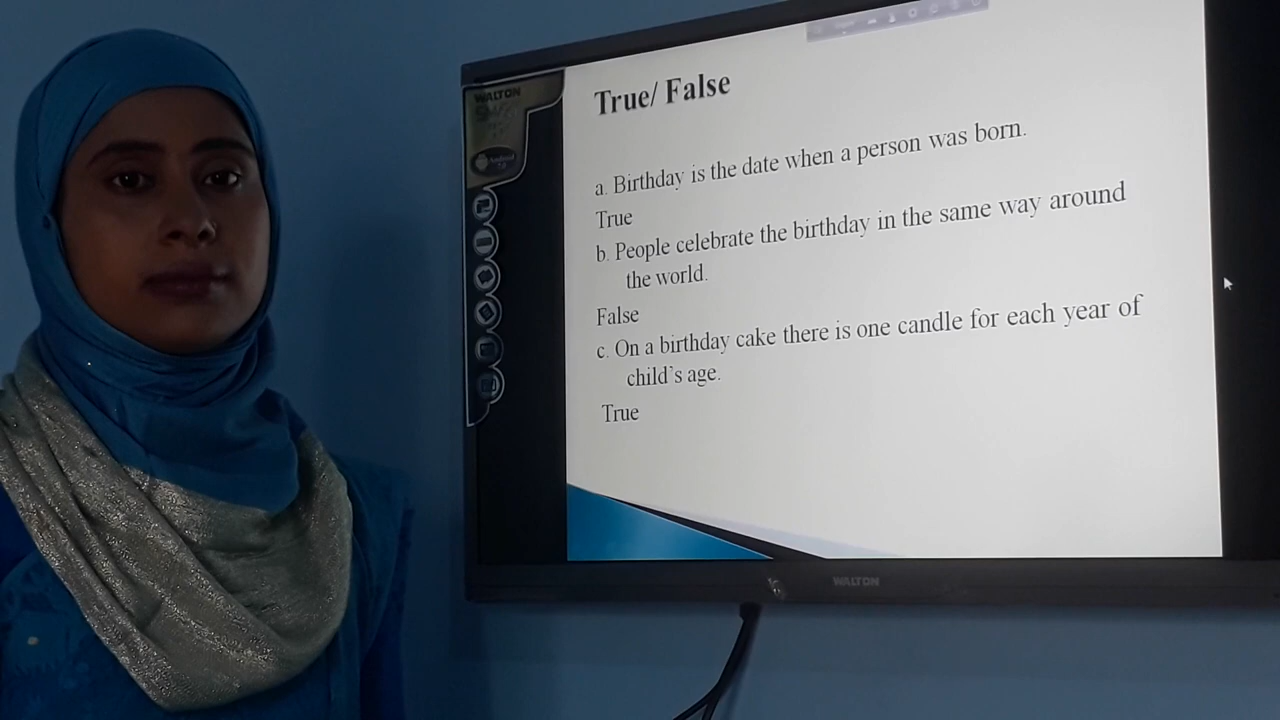 True/ False
WALTON
a. Birthday is the date when a person was born.
True
b. People celebrate the birthday in the same way around
the world.
False
c. On a birthday cake there is one candle for each year of
child's age.
True
WALTON